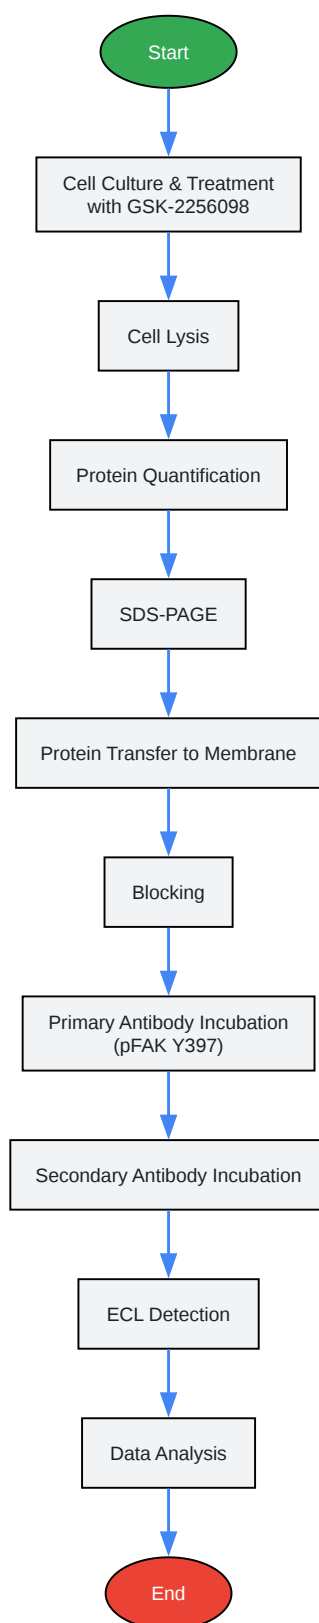 Start
Cell Culture & Treatment
with GSK-2256098
Cell Lysis
Protein Quantification
SDS-PAGE
Protein Transfer to Membrane
Blocking
Primary Antibody Incubation
(pFAK Y397)
Secondary Antibody Incubation
ECL Detection
Data Analysis
End